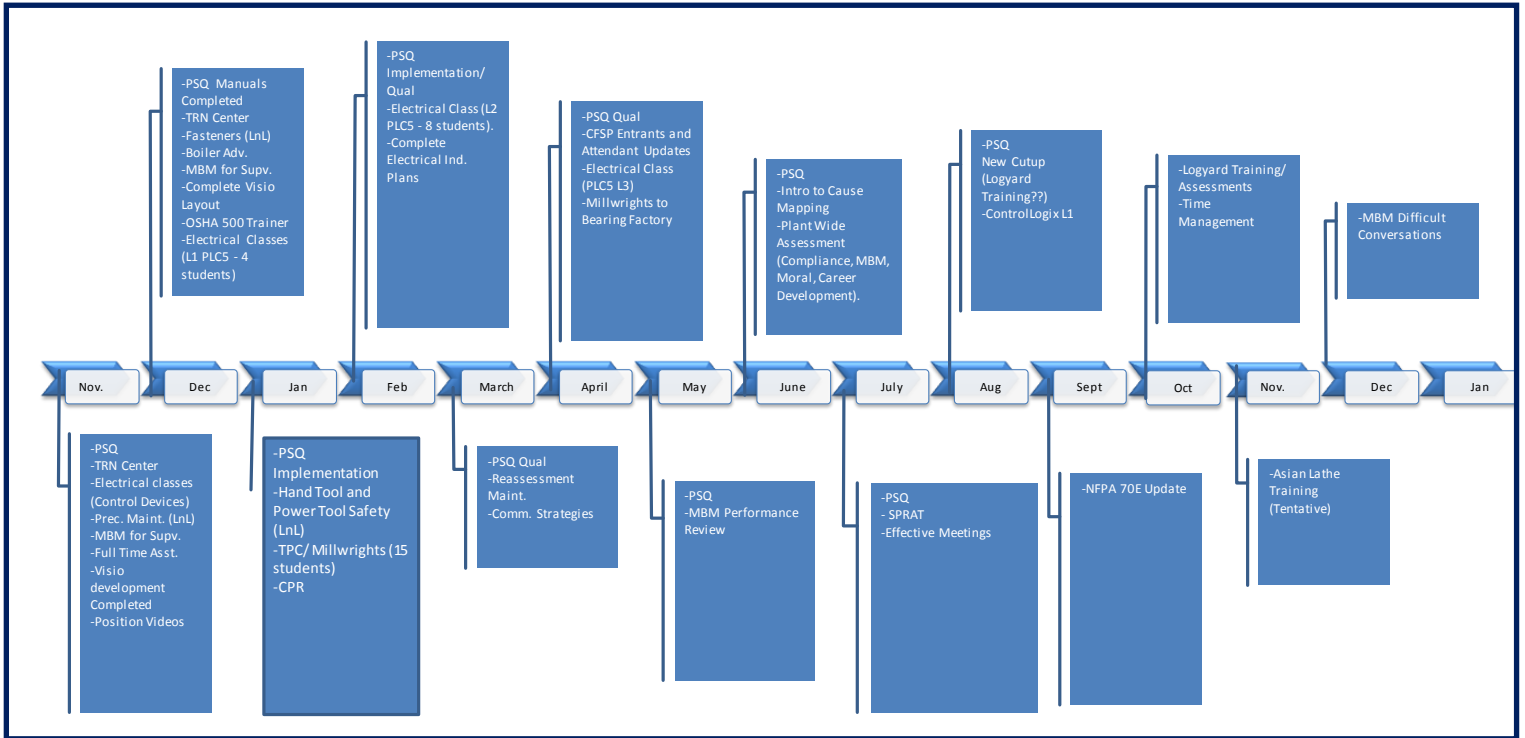 -PSQ Manuals
Completed
-TRN Center
-Fasteners (LnL)
-Boiler Adv.
-MBM for Supv.
-Complete Visio
Layout
-OSHA 500 Trainer
-Electrical Classes
(L1 PLC5 - 4
students)
-PSQ
Implementation/
Qual
-Electrical Class (L2
PLC5 - 8 students).
-Complete
Electrical Ind.
Plans
-PSQ Qual
-CFSP Entrants and
Attendant Updates
-Electrical Class
(PLC5 L3)
-Millwrights to
Bearing Factory
-PSQ
-Intro to Cause
Mapping
-Plant Wide
Assessment
(Compliance, MBM,
Moral, Career
Development).
-PSQ
New Cutup
(Logyard
Training??)
-ControlLogix L1
-Logyard Training/
Assessments
-Time
Management
-MBM Difficult
Conversations
Nov.
Dec
Jan
Feb
March
April
May
June
July
Aug
Sept
Oct
Nov.
Dec
Jan
-PSQ
-TRN Center
-Electrical classes
(Control Devices)
-Prec. Maint. (LnL)
-MBM for Supv.
-Full Time Asst.
-Visio
development
Completed
-Position Videos
-PSQ
Implementation
-Hand Tool and
Power Tool Safety
(LnL)
-TPC/ Millwrights (15
students)
-CPR
-PSQ Qual
-Reassessment
Maint.
-Comm. Strategies
-PSQ
-MBM Performance
Review
-PSQ
- SPRAT
-Effective Meetings
-NFPA 70E Update
-Asian Lathe
Training
(Tentative)